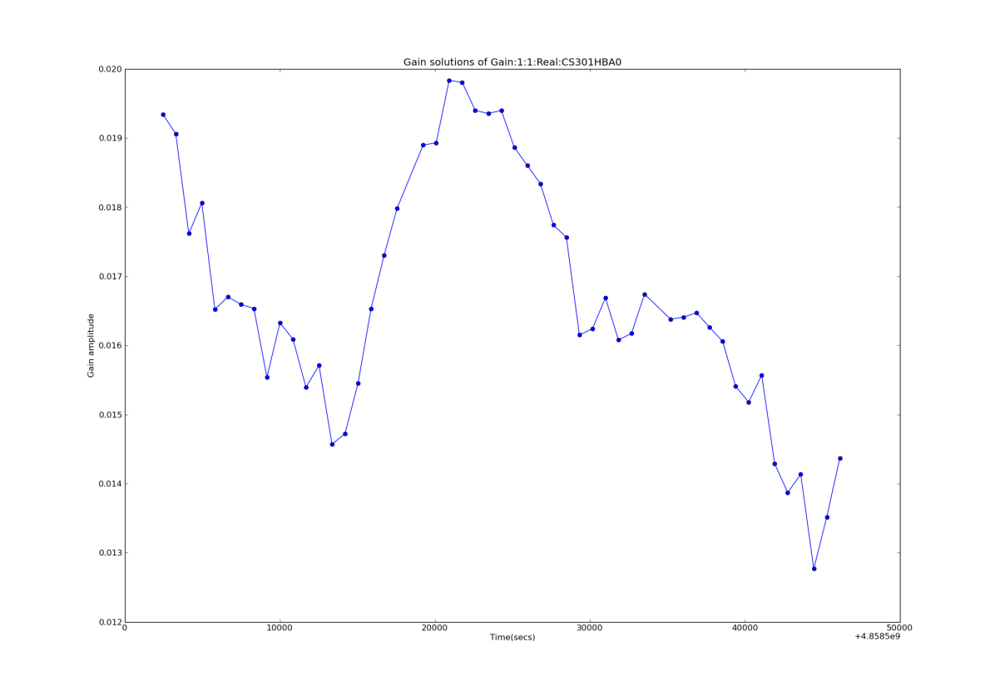 Gain solutions of Gain:1:1:Real:CS301HBA0
0.020
0.019
0.018
0.017
0.016
0.015
0.014
0.013
0.012
Gain amplitude
0 10000 20000 30000 40000 50000
Time(secs)
+4.8585e9